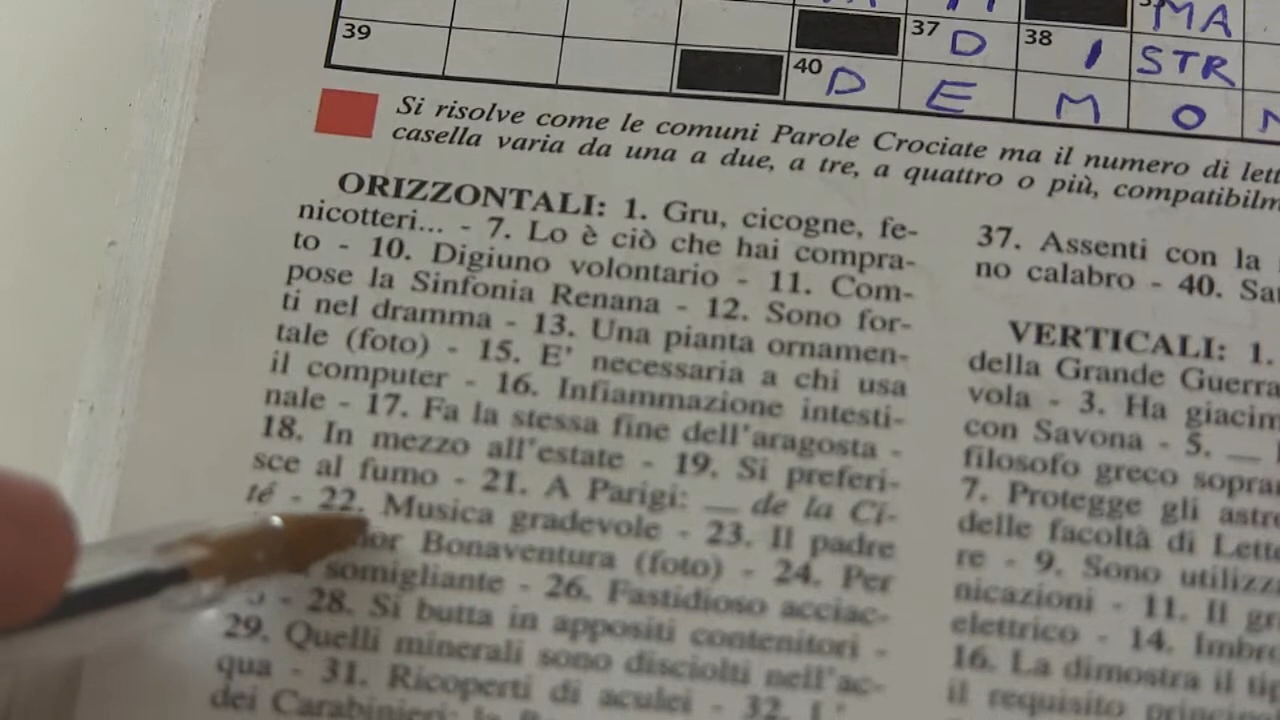 39
37 D 38 I STR
MA
40 D E M O
Si risolve come le comuni Parole Crociate ma il numero di lett
casella varia da una a due, a tre, a quattro o più, compatibilm
ORIZZONTALI: 1. Gru, cicogne, fe-
nicotteri... - 7. Lo è ciò che hai compra-
to - 10. Digiuno volontario - 11. Com-
pose la Sinfonia Renana - 12. Sono for-
ti nel dramma - 13. Una pianta ornamen-
tale (foto) - 15. E' necessaria a chi usa
il computer - 16. Infiammazione intesti-
nale - 17. Fa la stessa fine dell'aragosta -
18. In mezzo all'estate - 19. Si preferi-
sce al fumo - 21. A Parigi: __ de la Ci-
té - 22. Musica gradevole - 23. Il padre
Bonaventura (foto) - 24. Per
somigliante - 26. Fastidioso acciac-
- 28. Si butta in appositi contenitori -
29. Quelli minerali sono disciolti nell'ac-
qua - 31. Ricoperti di aculei - 32.
dei Carabinieri:
37. Assenti con la
no calabro - 40.
VERTICALI: 1.
della Grande Guerra
vola - 3. Ha giacim
con Savona - 5. __
filosofo greco sopra
7. Protegge gli astr
delle facoltà di Lett
re - 9. Sono utilizz
nicazioni - 11. Il gr
elettrico - 14. Imbr
16. La dimostra il ti
il requisito princip